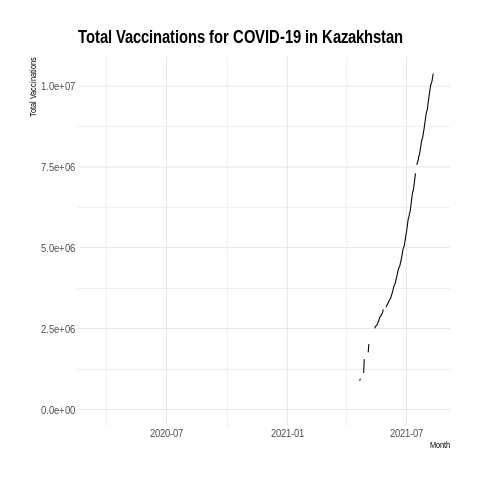 Total Vaccinations for COVID-19 in Kazakhstan
Total Vaccinations
1.0e+07
7.5e+06
5.0e+06
2.5e+06
0.0e+00
2020-07
2021-01
2021-07
Month